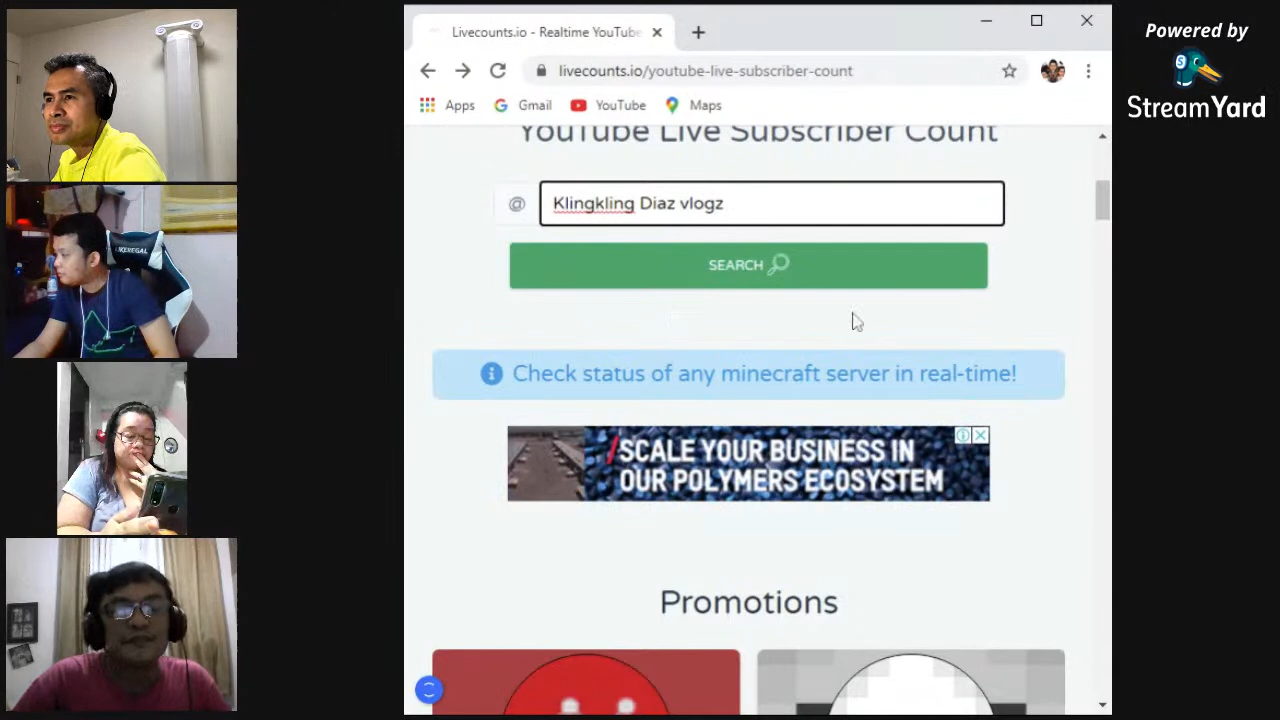 Livecounts.io - Realtime YouTube
livecounts.io/youtube-live-subscriber-count
Apps Gmail YouTube Maps
YouTube Live Subscriber Count
@ Klingkling Diaz vlogz
SEARCH
Check status of any minecraft server in real-time!
/SCALE YOUR BUSINESS IN
OUR POLYMERS ECOSYSTEM
Promotions
Powered by
StreamYard